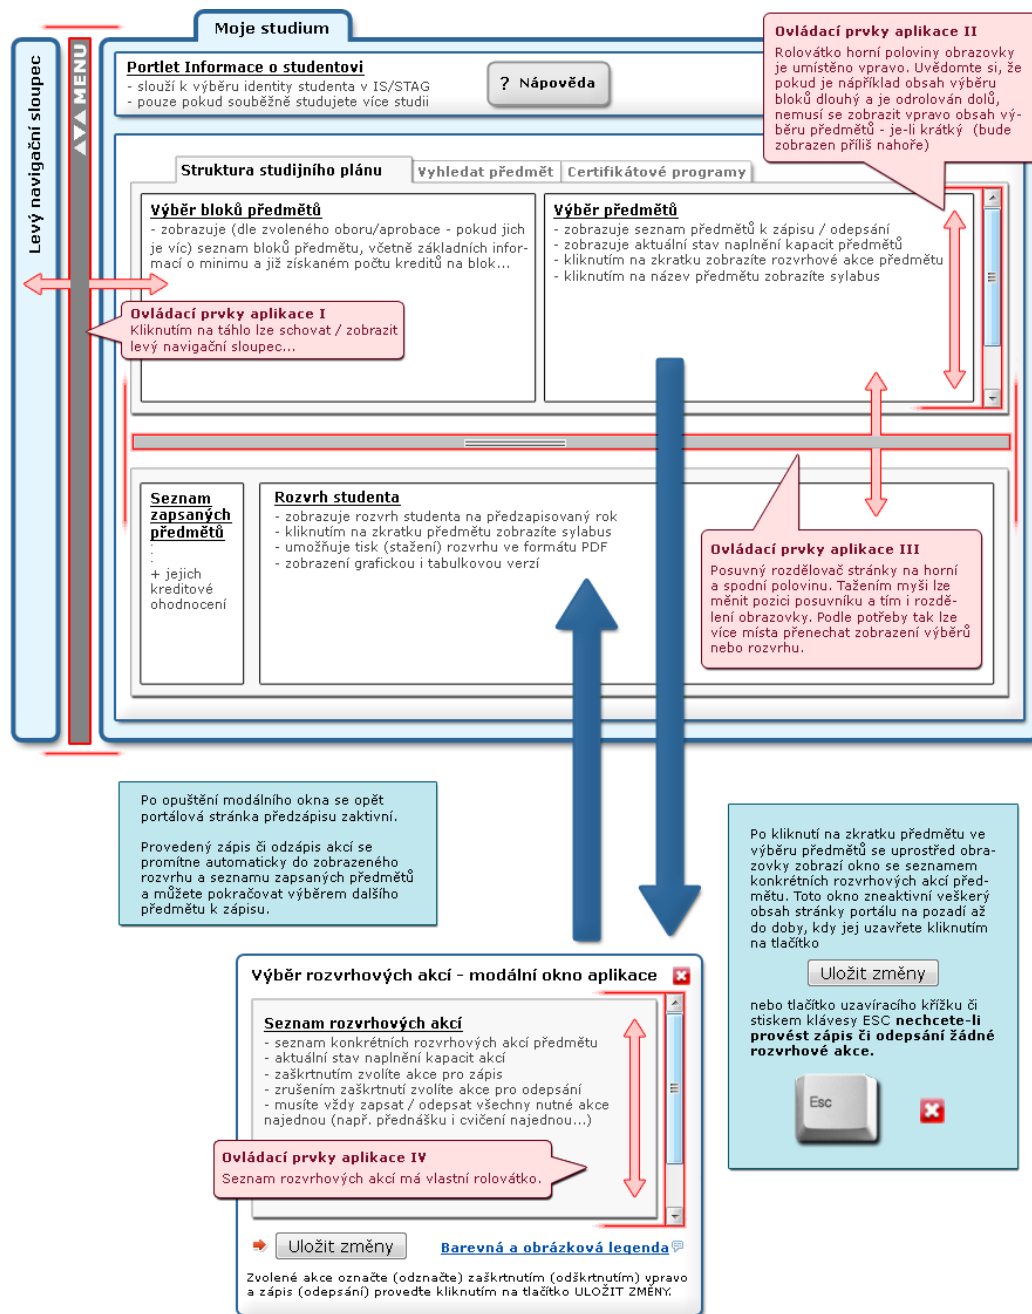 Moje studium
Levý navigační sloupec
MENU
Portlet Informace o studentovi
- slouží k výběru identity studenta v IS/STAG
- pouze pokud souběžně studujete více studii
? Nápověda
Ovládací prvky aplikace II
Rolovátko horní poloviny obrazovky
je umístěno vpravo. Uvědomte si, že
pokud je nápříklad obsah výběru
bloků dlouhý a je odrolován dolů,
nemusí se zobrazit vpravo obsah vý-
běru předmětů - je-li krátký (bude
zobrazen příliš nahoře)
Struktura studijního plánu
Vyhledat předmět
Certifikátové programy
Výběr bloků předmětů
- zobrazuje (dle zvoleného oboru/aprobace - pokud jich
je víc) seznam bloků předmětu, včetně základních infor-
mací o minimu a již získaném počtu kreditů na blok...
Výběr předmětů
- zobrazuje seznam předmětů k zápisu / odepsání
- zobrazuje aktuální stav naplnění kapacit předmětů
- kliknutím na zkratku zobrazíte rozvrhové akce předmětu
- kliknutím na název předmětu zobrazíte sylabus
Ovládací prvky aplikace I
Kliknutím na táhlo lze schovat / zobrazit
levý navigační sloupec...
Seznam
zapsaných
předmětů
:
:
+ jejich
kreditové
ohodnocení
Rozvrh studenta
- zobrazuje rozvrh studenta na předzapisovaný rok
- kliknutím na zkratku předmětu zobrazíte sylabus
- umožňuje tisk (stažení) rozvrhu ve formátu PDF
- zobrazení grafickou i tabulkovou verzí
Ovládací prvky aplikace III
Posuvný rozdělovač stránky na horní
a spodní polovinu. Tažením myši lze
měnit pozici posuvníku a tím i rozdě-
lení obrazovky. Podle potřeby tak lze
více místa přenechat zobrazení výběrů
nebo rozvrhu.
Po opuštění modálního okna se opět
portálová stránka předzápisu zaktivní.
Provedený zápis či odzápis akcí se
promítne automaticky do zobrazeného
rozvrhu a seznamu zapsaných předmětů
a můžete pokračovat výběrem dalšího
předmětu k zápisu.
Po kliknutí na zkratku předmětu ve
výběru předmětů se uprostřed obra-
zovky zobrazí okno se seznamem
konkrétních rozvrhových akcí před-
mětu. Toto okno zneaktivní veškerý
obsah stránky portálu na pozadí až
do doby, kdy jej uzavřete kliknutím
na tlačítko
Uložit změny
nebo tlačítko uzavíracího křížku či
stiskem klávesy ESC nechcete-li
provést zápis či odepsání žádné
rozvrhové akce.
Esc
Výběr rozvrhových akcí - modální okno aplikace
Seznam rozvrhových akcí
- seznam konkrétních rozvrhových akcí předmětu
- aktuální stav naplnění kapacit akcí
- zaškrtnutím zvolíte akce pro zápis
- zrušením zaškrtnutí zvolíte akce pro odepsání
- musíte vždy zapsat / odepsat všechny nutné akce
najednou (např. přednášku i cvičení najednou...)
Ovládací prvky aplikace IV
Seznam rozvrhových akcí má vlastní rolovátko.
Uložit změny
Barevná a obrázková legenda
Zvolené akce označte (odznačte) zaškrtnutím (odškrtnutím) vpravo
a zápis (odepsání) proveďte kliknutím na tlačítko ULOŽIT ZMĚNY.